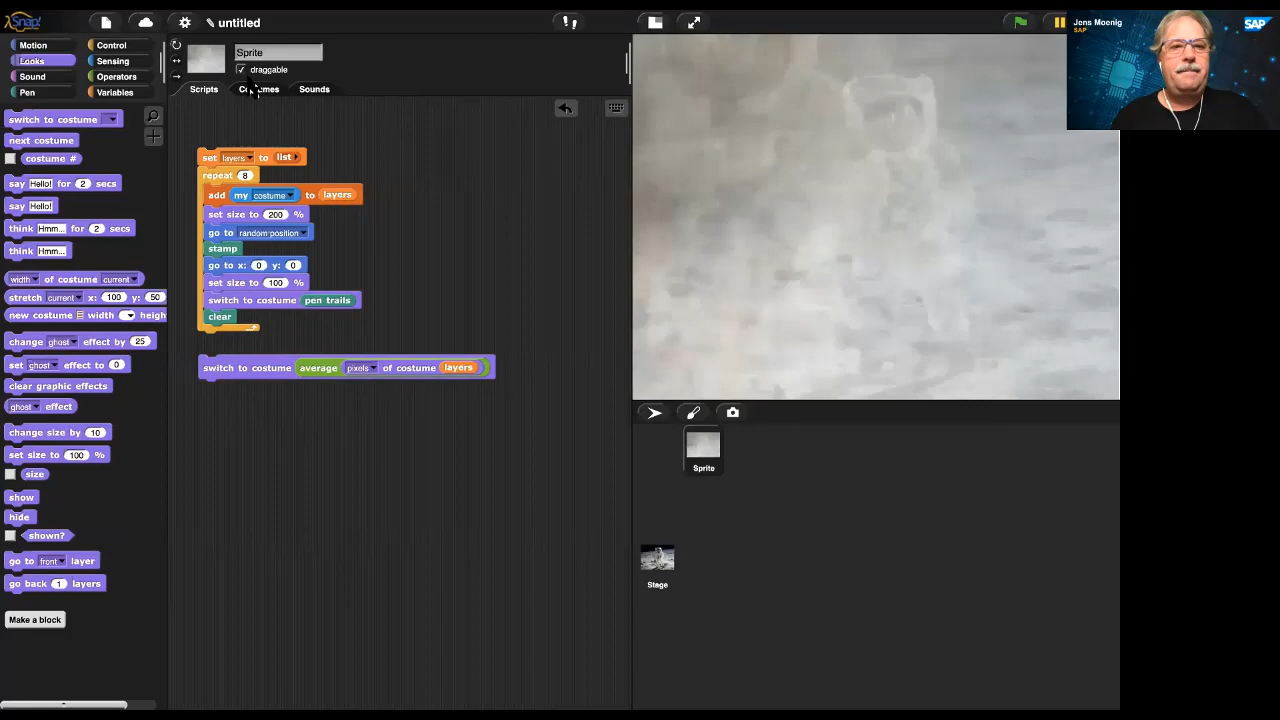 Snap! untitled
Jens Moenig
SAP
SAP
Motion Control
Looks Sensing
Sound Operators
Pen Variables
Sprite
draggable
Scripts Costumes Sounds
switch to costume
next costume
costume #
say Hello! for 2 secs
say Hello!
think Hmm... for 2 secs
think Hmm...
width of costume current
stretch current x: 100 y: 50
new costume width heigh
change ghost effect by 25
set ghost effect to 0
clear graphic effects
ghost effect
change size by 10
set size to 100 %
size
show
hide
shown?
go to front layer
go back 1 layers
Make a block
set layers to list
repeat 8
add my costume to layers
set size to 200 %
go to random position
stamp
go to x: 0 y: 0
set size to 100 %
switch to costume pen trails
clear
switch to costume average pixels of costume layers
Sprite
Stage